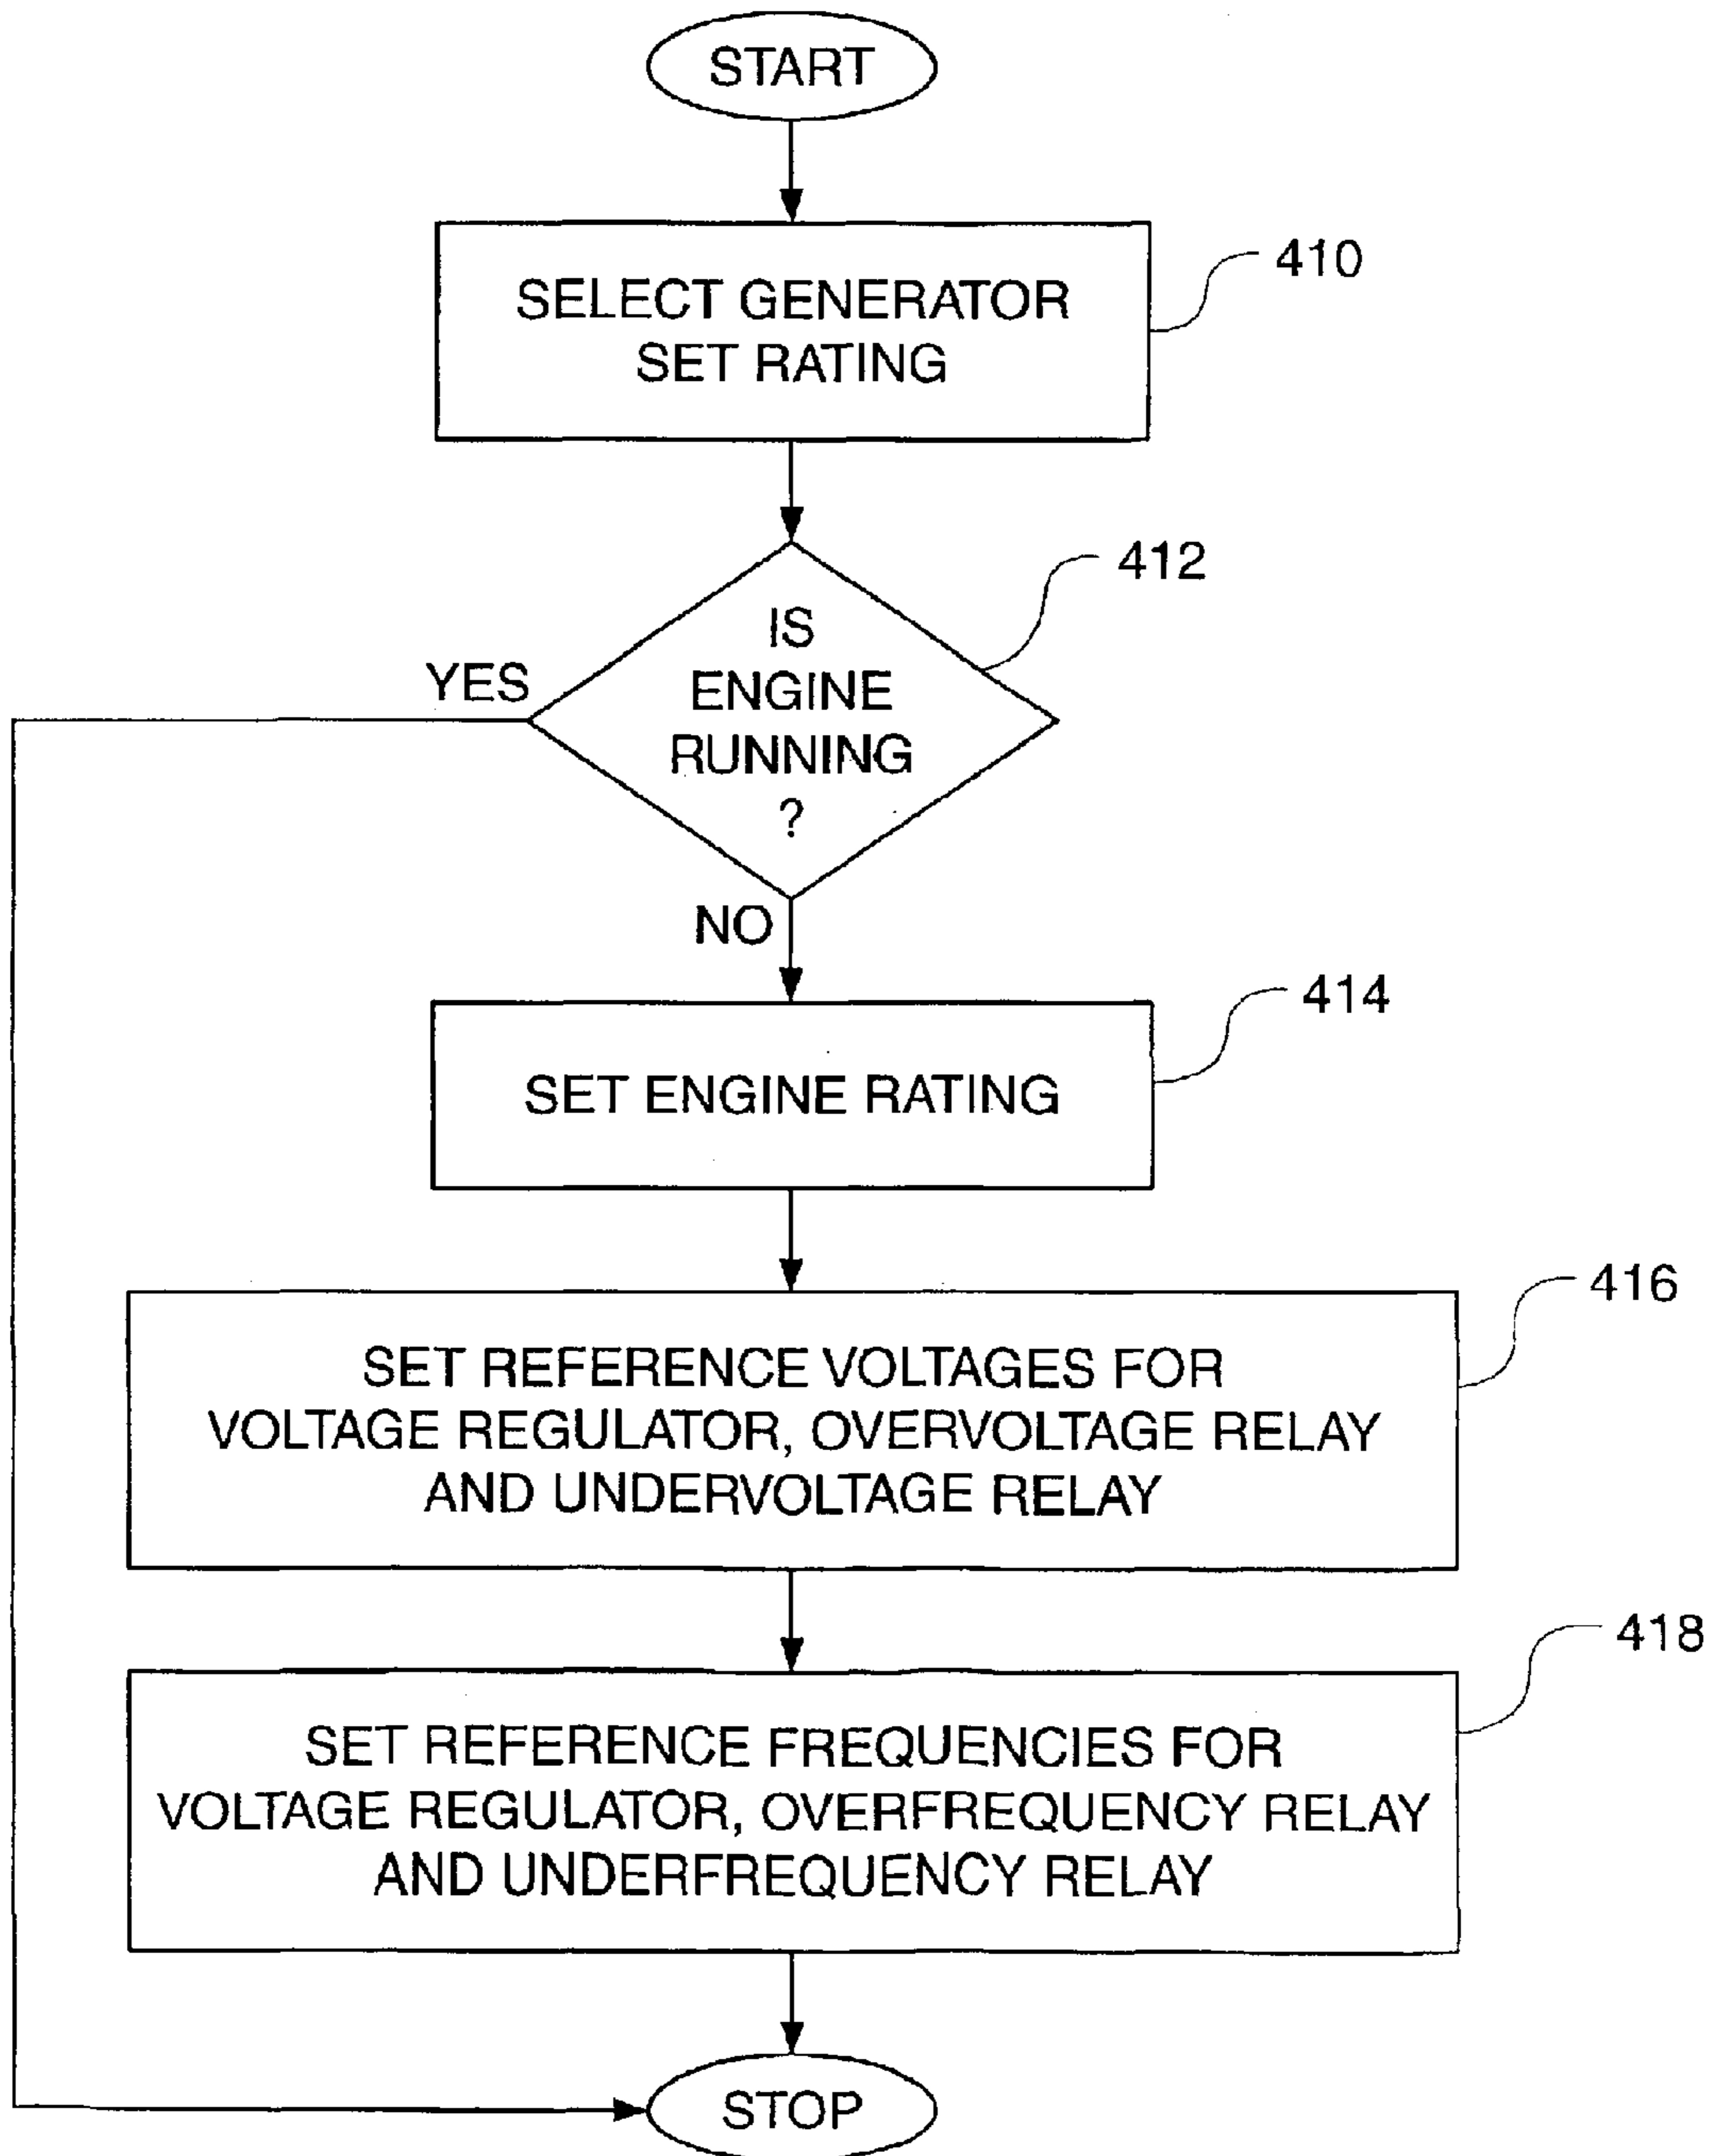 START
SELECT GENERATOR
SET RATING
410
IS
ENGINE
RUNNING
?
412
YES
NO
SET ENGINE RATING
414
SET REFERENCE VOLTAGES FOR
VOLTAGE REGULATOR, OVERVOLTAGE RELAY
AND UNDERVOLTAGE RELAY
416
SET REFERENCE FREQUENCIES FOR
VOLTAGE REGULATOR, OVERFREQUENCY RELAY
AND UNDERFREQUENCY RELAY
418
STOP